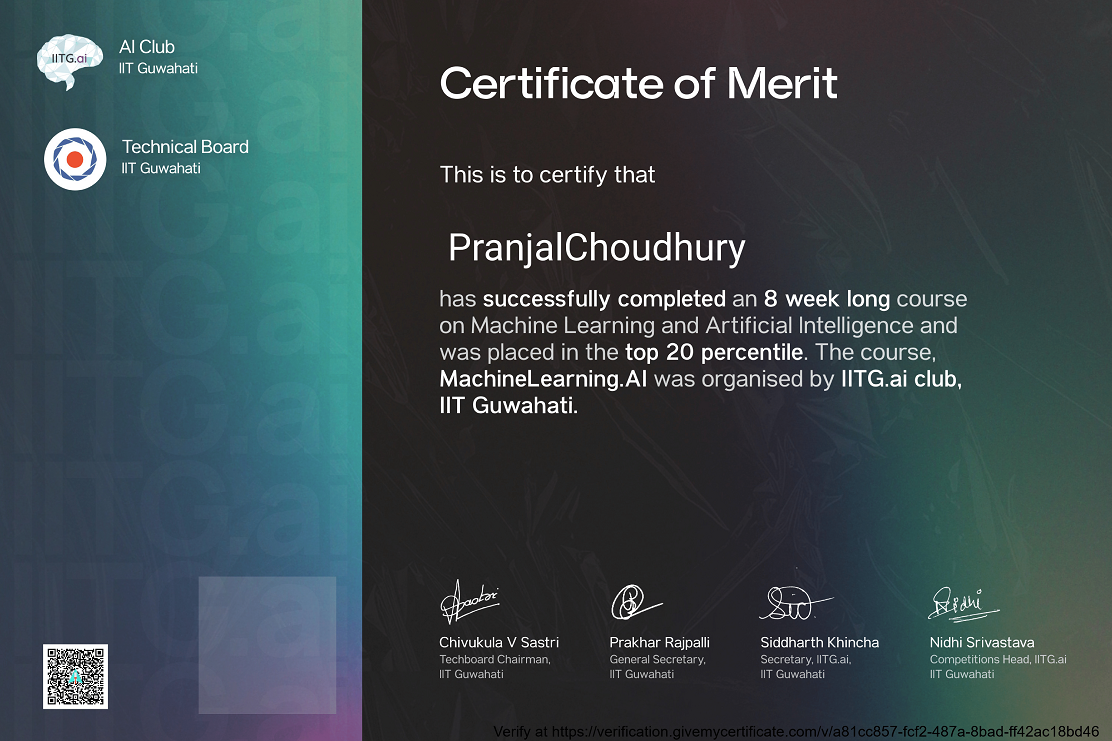 IITG.ai
AI Club
IIT Guwahati
Technical Board
IIT Guwahati
Certificate of Merit
This is to certify that
PranjalChoudhury
has successfully completed an 8 week long course
on Machine Learning and Artificial Intelligence and
was placed in the top 20 percentile. The course,
MachineLearning.AI was organised by IITG.ai club,
IIT Guwahati.
Chivukula V Sastri
Techboard Chairman,
IIT Guwahati
Prakhar Rajpalli
General Secretary,
IIT Guwahati
Siddharth Khincha
Secretary, IITG.ai,
IIT Guwahati
Nidhi Srivastava
Competitions Head, IITG.ai
IIT Guwahati
Verify at https://verification.givemycertificate.com/v/a81cc857-fcf2-487a-8bad-ff42ac18bd46